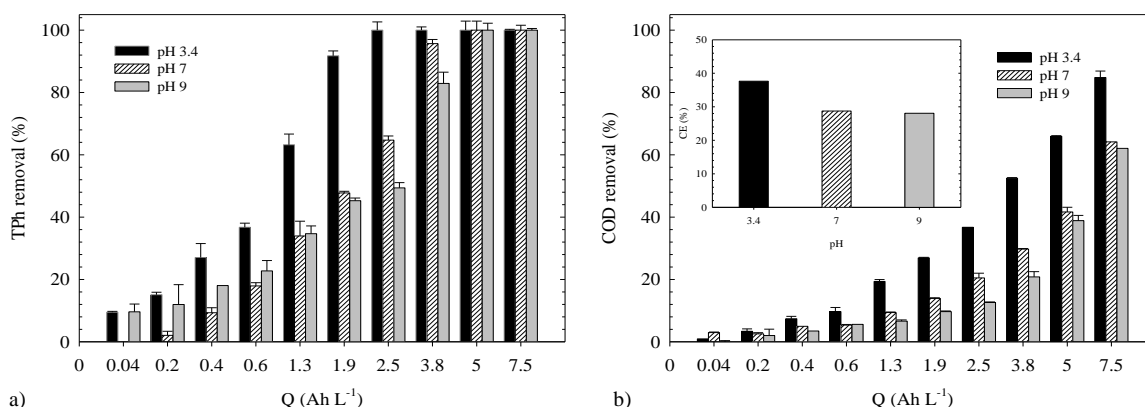 100
80
60
40
20
0
TPh removal (%)
pH 3.4
pH 7
pH 9
0 0.04 0.2 0.4 0.6 1.3 1.9 2.5 3.8 5 7.5
Q (Ah L-1)
a)
100
80
60
40
20
0
COD removal (%)
50
40
30
20
10
0
CE (%)
3.4 7 9
pH
pH 3.4
pH 7
pH 9
0 0.04 0.2 0.4 0.6 1.3 1.9 2.5 3.8 5 7.5
Q (Ah L-1)
b)